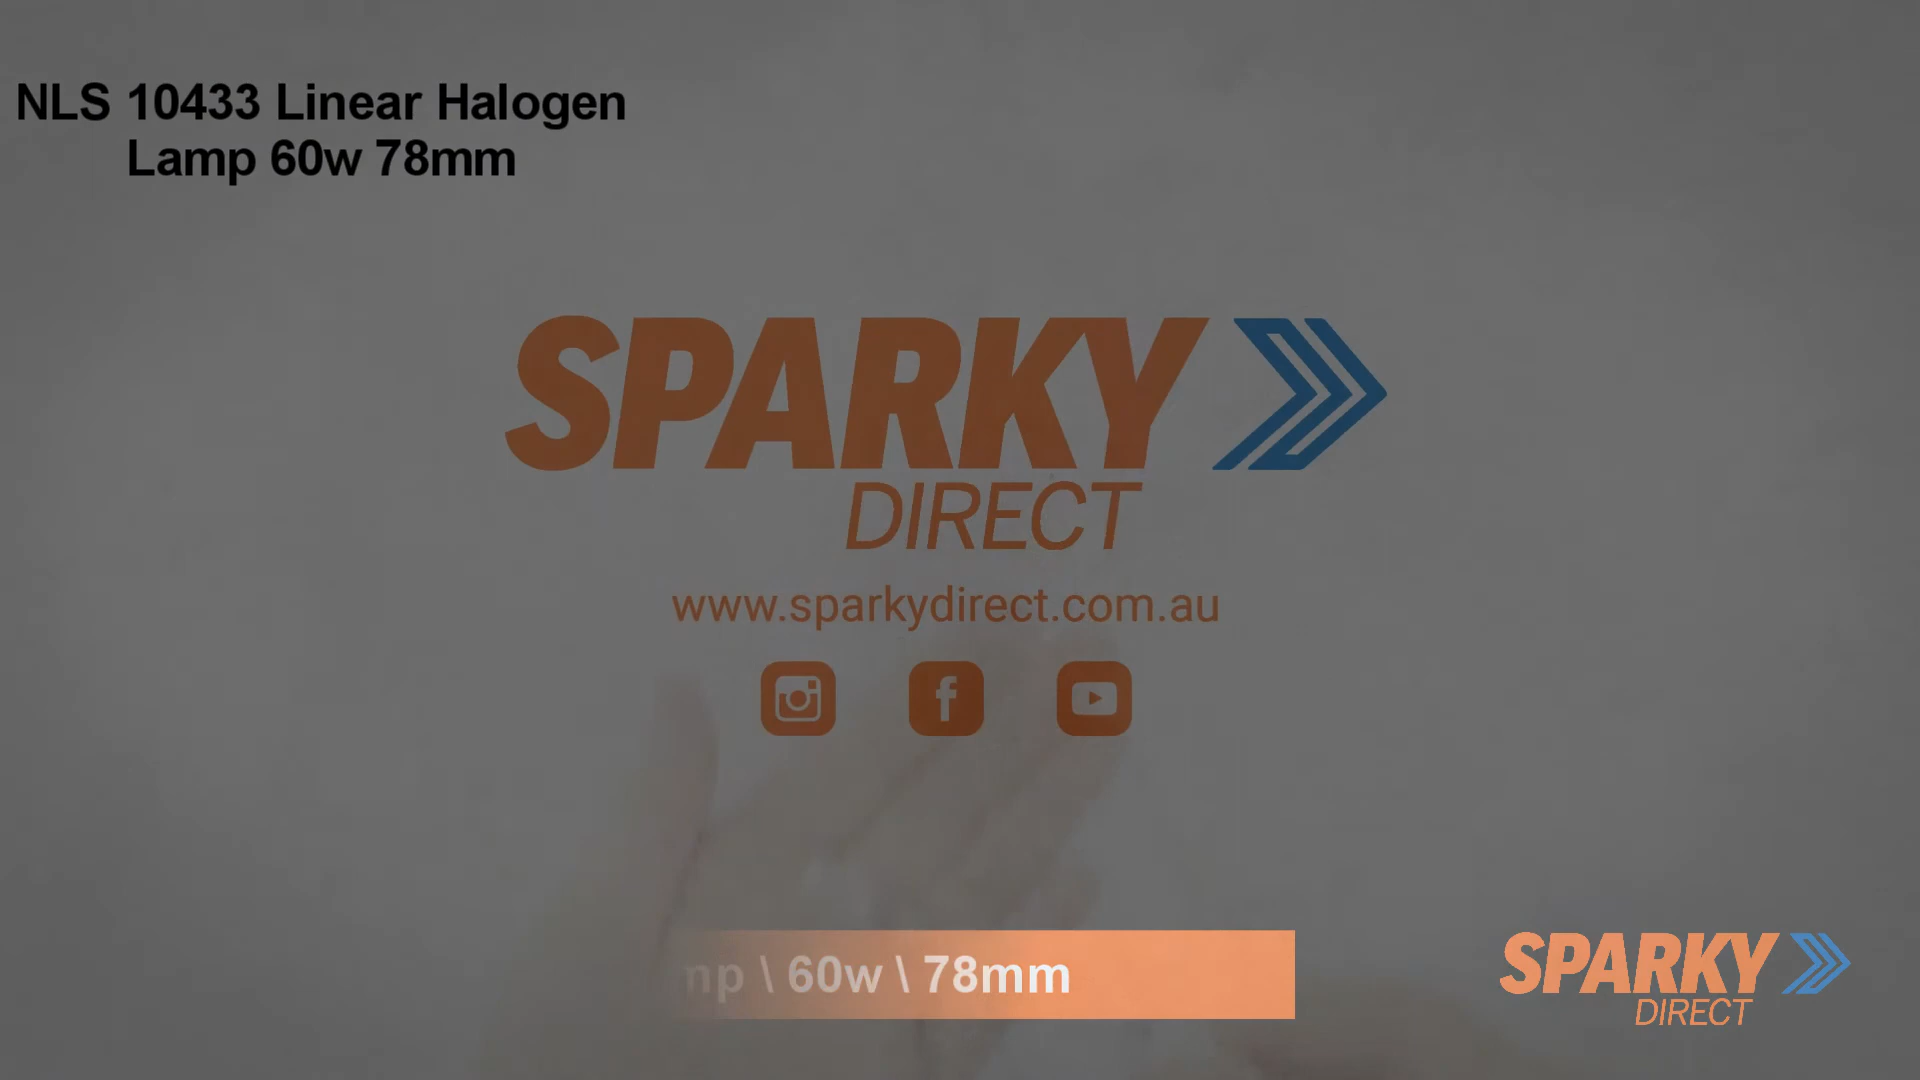 NLS 10433 Linear Halogen
Lamp 60w 78mm
SPARKY
DIRECT
www.sparkydirect.com.au
\ 60w \ 78mm
SPARKY
DIRECT